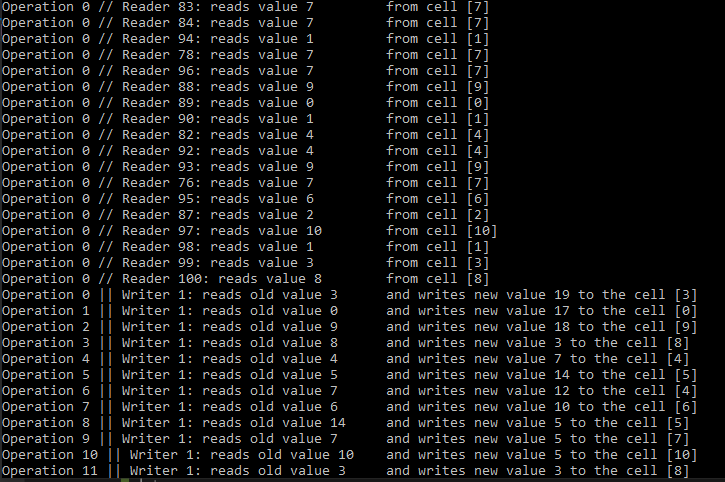 Operation 0 // Reader 83: reads value 7 from cell [7]
Operation 0 // Reader 84: reads value 7 from cell [7]
Operation 0 // Reader 94: reads value 1 from cell [1]
Operation 0 // Reader 78: reads value 7 from cell [7]
Operation 0 // Reader 96: reads value 7 from cell [7]
Operation 0 // Reader 88: reads value 9 from cell [9]
Operation 0 // Reader 89: reads value 0 from cell [0]
Operation 0 // Reader 90: reads value 1 from cell [1]
Operation 0 // Reader 82: reads value 4 from cell [4]
Operation 0 // Reader 92: reads value 4 from cell [4]
Operation 0 // Reader 93: reads value 9 from cell [9]
Operation 0 // Reader 76: reads value 7 from cell [7]
Operation 0 // Reader 95: reads value 6 from cell [6]
Operation 0 // Reader 87: reads value 2 from cell [2]
Operation 0 // Reader 97: reads value 10 from cell [10]
Operation 0 // Reader 98: reads value 1 from cell [1]
Operation 0 // Reader 99: reads value 3 from cell [3]
Operation 0 // Reader 100: reads value 8 from cell [8]
Operation 0 || Writer 1: reads old value 3 and writes new value 19 to the cell [3]
Operation 1 || Writer 1: reads old value 0 and writes new value 17 to the cell [0]
Operation 2 || Writer 1: reads old value 9 and writes new value 18 to the cell [9]
Operation 3 || Writer 1: reads old value 8 and writes new value 3 to the cell [8]
Operation 4 || Writer 1: reads old value 4 and writes new value 7 to the cell [4]
Operation 5 || Writer 1: reads old value 5 and writes new value 14 to the cell [5]
Operation 6 || Writer 1: reads old value 7 and writes new value 12 to the cell [4]
Operation 7 || Writer 1: reads old value 6 and writes new value 10 to the cell [6]
Operation 8 || Writer 1: reads old value 14 and writes new value 5 to the cell [5]
Operation 9 || Writer 1: reads old value 7 and writes new value 5 to the cell [7]
Operation 10 || Writer 1: reads old value 10 and writes new value 5 to the cell [10]
Operation 11 || Writer 1: reads old value 3 and writes new value 3 to the cell [8]